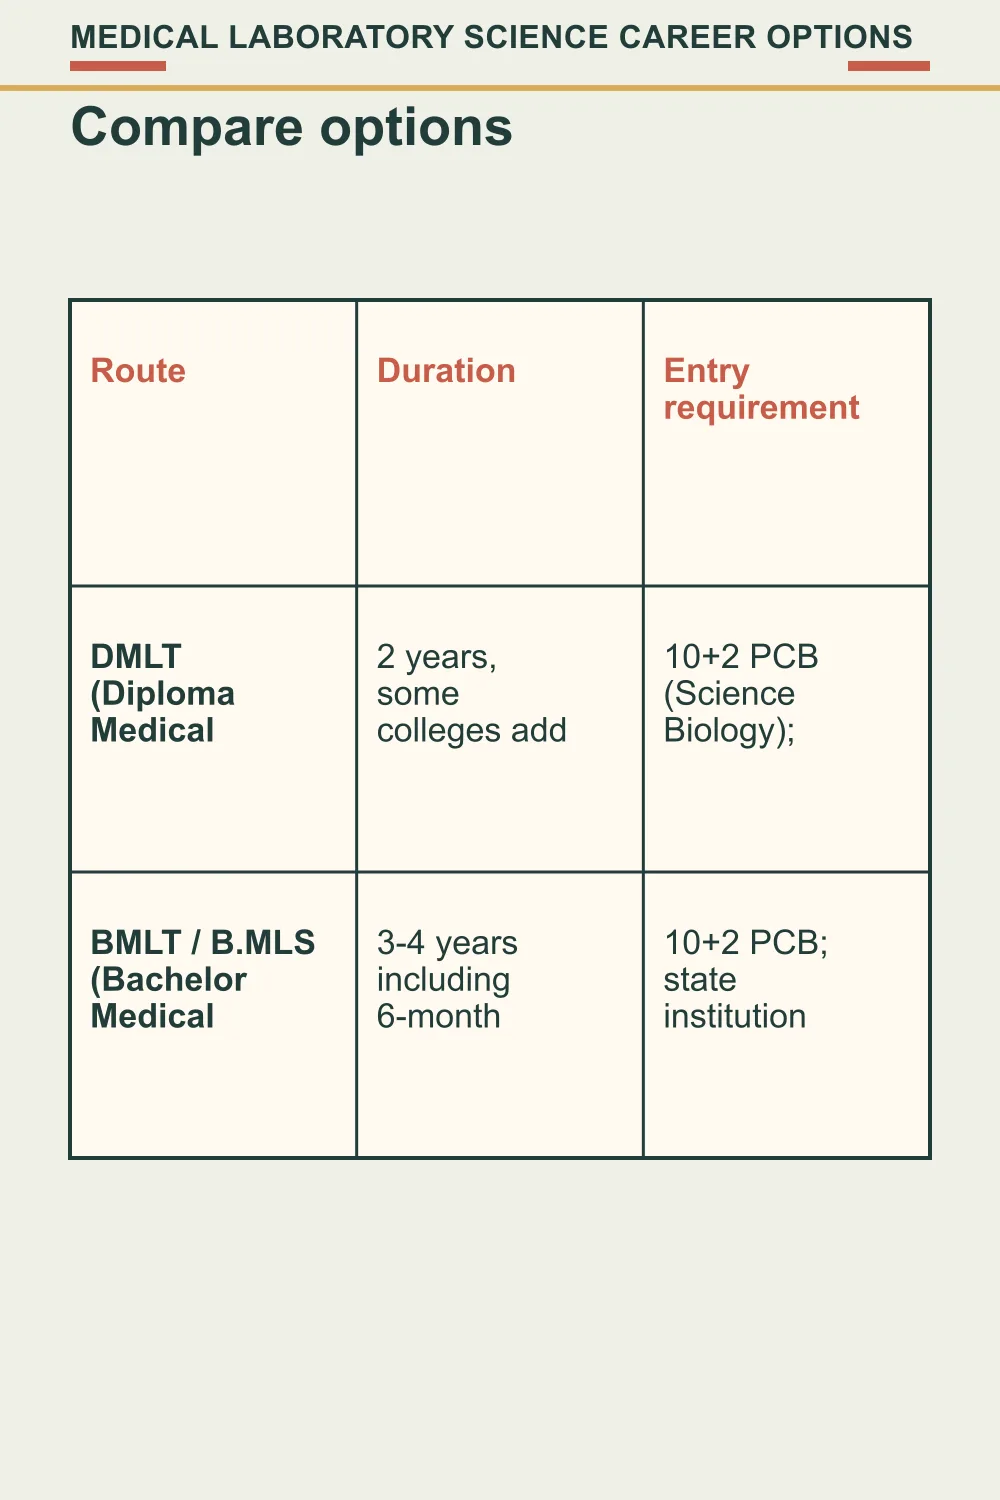 MEDICAL LABORATORY SCIENCE CAREER OPTIONS
Compare options
Route
Duration
Entry
requirement
DMLT
(Diploma
Medical
2 years,
some
colleges add
10+2 PCB
(Science
Biology);
BMLT / B.MLS
(Bachelor
Medical
3-4 years
including
6-month
10+2 PCB;
state
institution